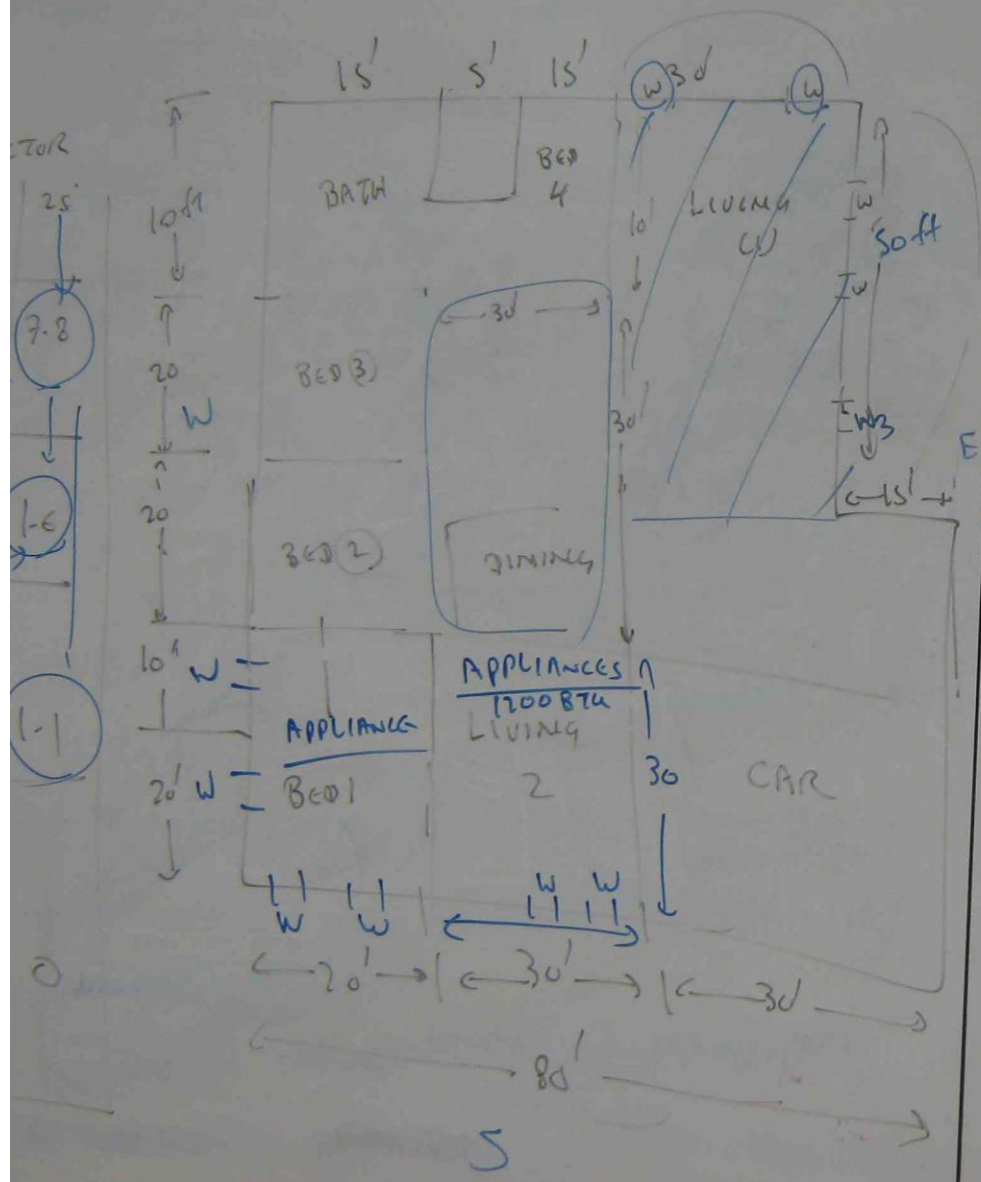 15' 5' 15' W 30' W
TOR
25
BATH BED
4
10ft 10' LIVING
(1)
W
50ft
W
30'
7-8
20 BED (3)
W 30' W3
E
15'
20
BED (2) DINING
10' W APPLIANCES
1200 BTU
APPLIANCE LIVING
1-1
20' W BED 1 2 30 CAR
W W
W W
20' 30' 30'
80'
S